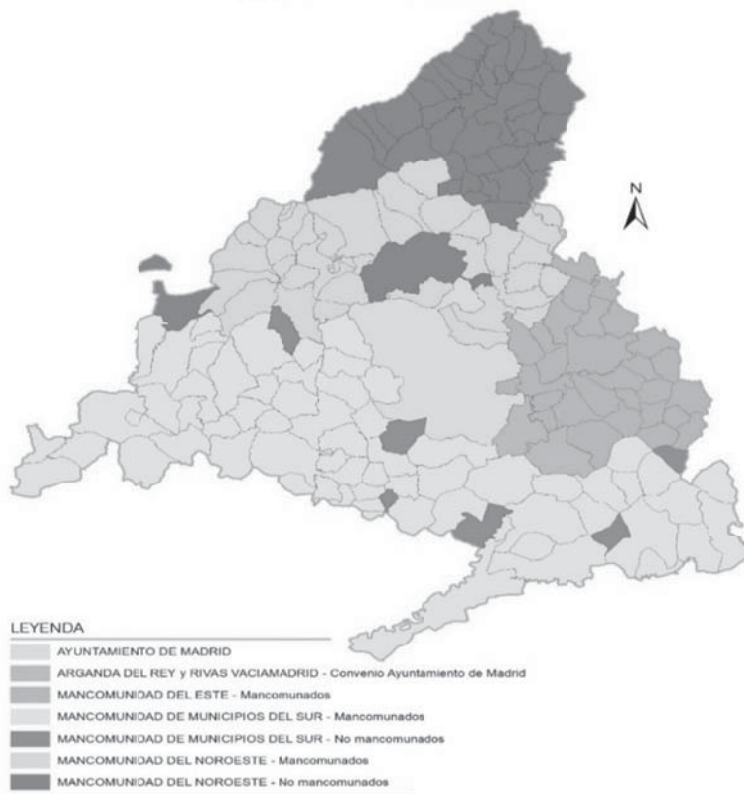 N
LEYENDA
AYUNTAMIENTO DE MADRID
ARGANDA DEL REY y RIVAS VACIAMADRID - Convenio Ayuntamiento de Madrid
MANCOMUNIDAD DEL ESTE - Mancomunados
MANCOMUNIDAD DE MUNICIPIOS DEL SUR - Mancomunados
MANCOMUNIDAD DE MUNICIPIOS DEL SUR - No mancomunados
MANCOMUNIDAD DEL NOROESTE - Mancomunados
MANCOMUNIDAD DEL NOROESTE - No mancomunados